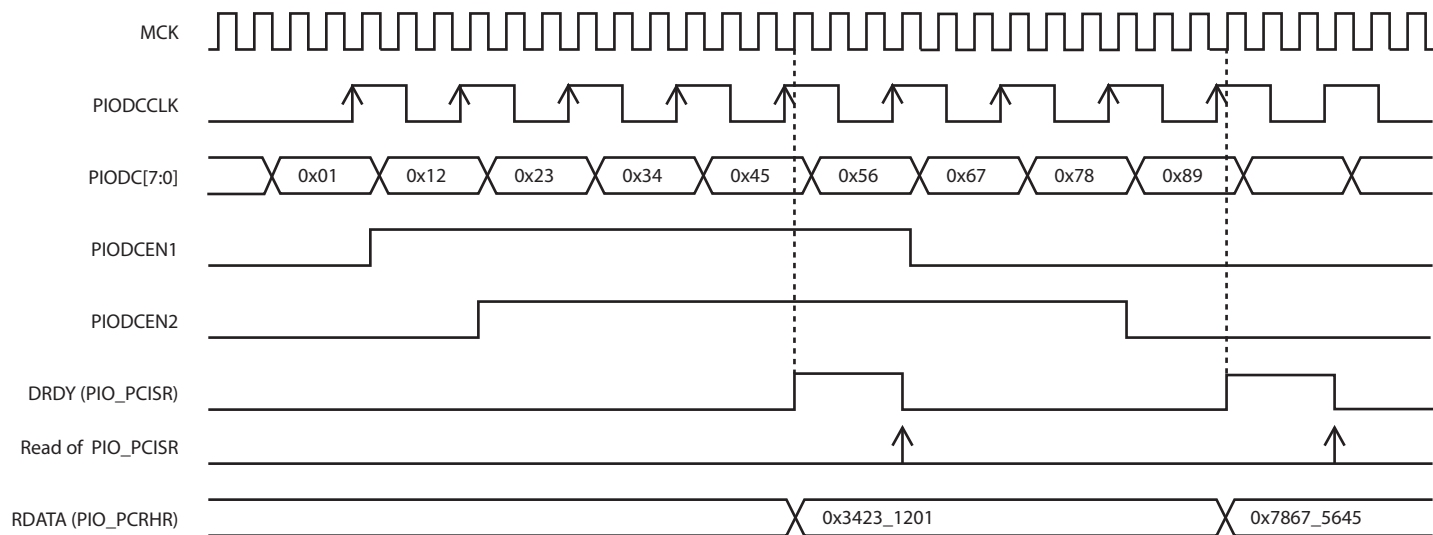 MCK
PIODCCLK
PIODC[7:0] 0x01 0x12 0x23 0x34 0x45 0x56 0x67 0x78 0x89
PIODCEN1
PIODCEN2
DRDY (PIO_PCISR)
Read of PIO_PCISR
RDATA (PIO_PCRHR) 0x3423_1201 0x7867_5645